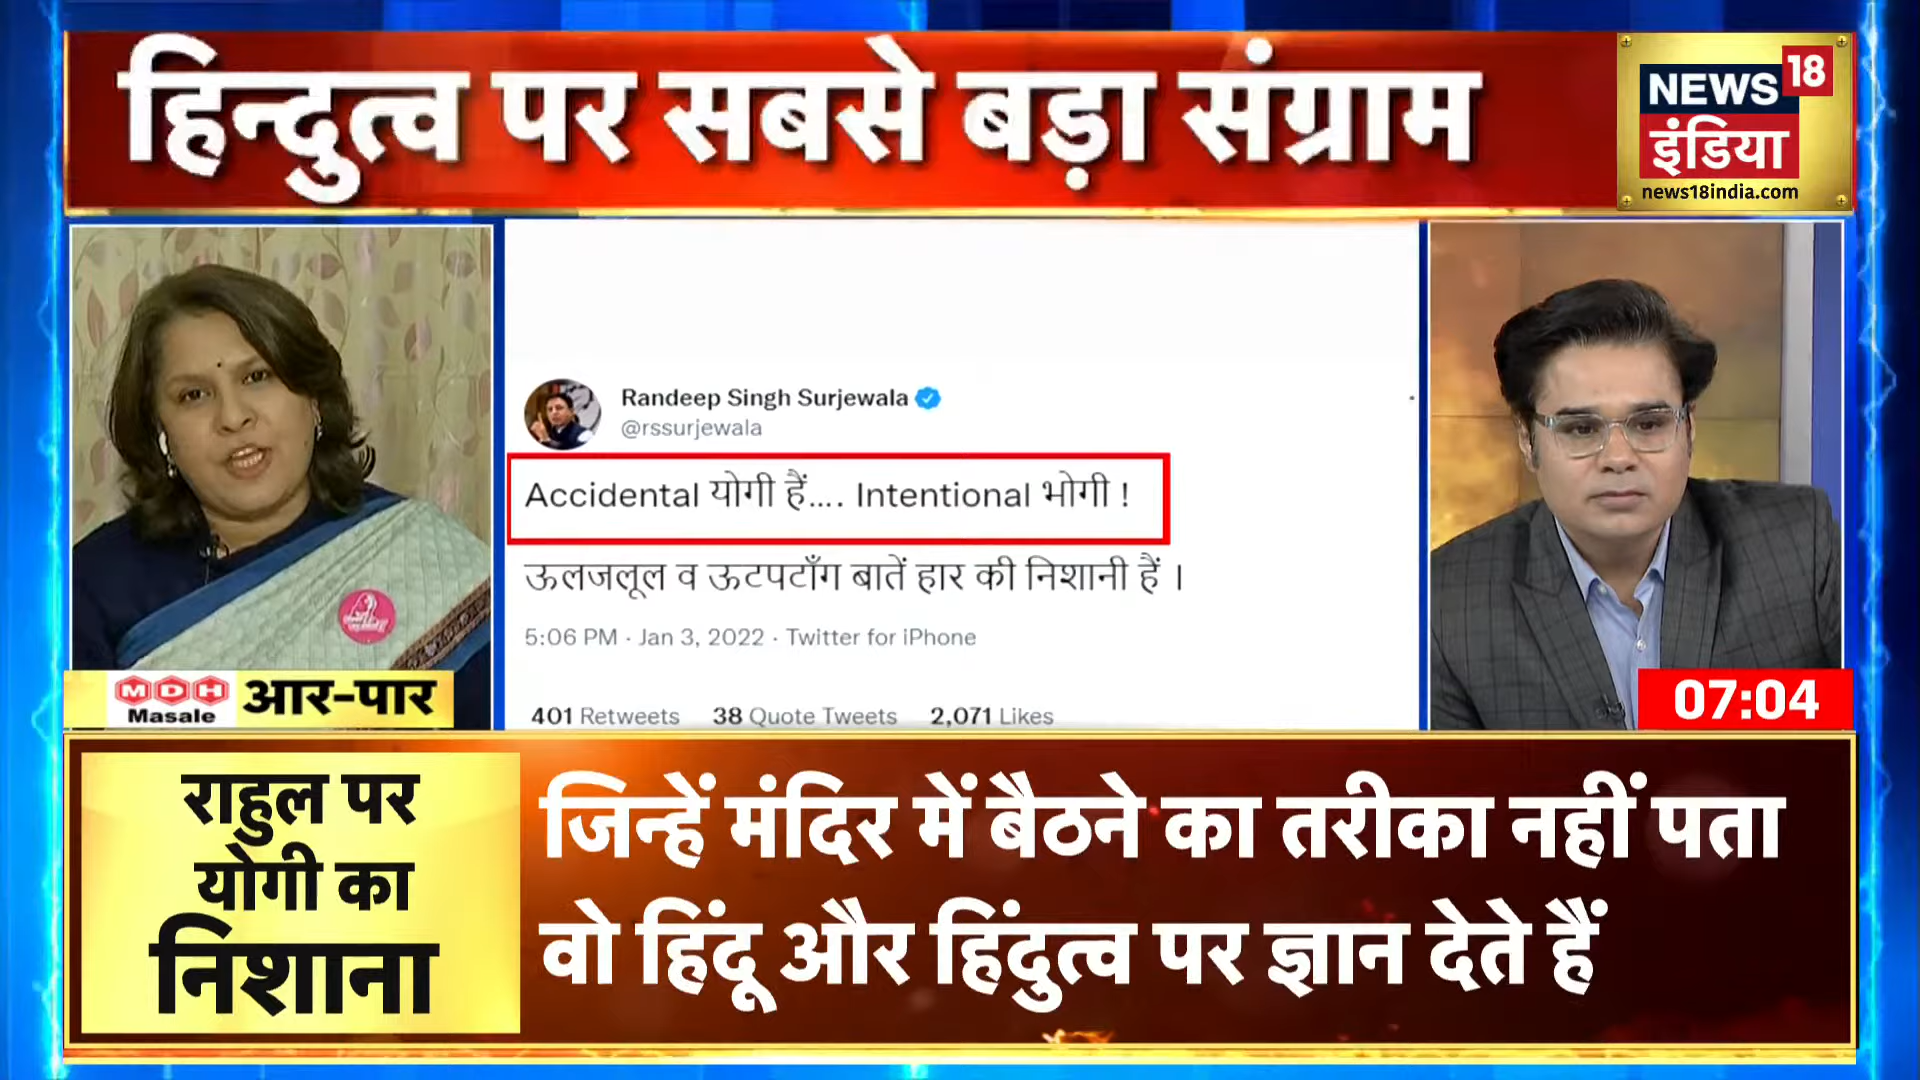 हिन्दुत्व पर सबसे बड़ा संग्राम
NEWS 18
इंडिया
news18india.com
Randeep Singh Surjewala
@rssurjewala
Accidental योगी हैं.... Intentional भोगी !
ऊलजलूल व ऊटपटाँग बातें हार की निशानी हैं ।
5:06 PM · Jan 3, 2022 · Twitter for iPhone
401 Retweets 38 Quote Tweets 2,071 Likes
MDH
Masale
आर-पार
07:04
राहुल पर
योगी का
निशाना
जिन्हें मंदिर में बैठने का तरीका नहीं पता
वो हिंदू और हिंदुत्व पर ज्ञान देते हैं